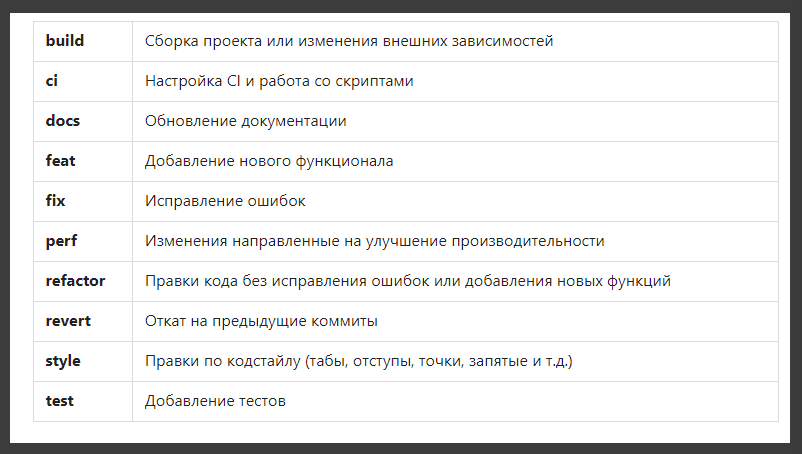 build Сборка проекта или изменения внешних зависимостей
ci Настройка CI и работа со скриптами
docs Обновление документации
feat Добавление нового функционала
fix Исправление ошибок
perf Изменения направленные на улучшение производительности
refactor Правки кода без исправления ошибок или добавления новых функций
revert Откат на предыдущие коммиты
style Правки по кодстайлу (табы, отступы, точки, запятые и т.д.)
test Добавление тестов